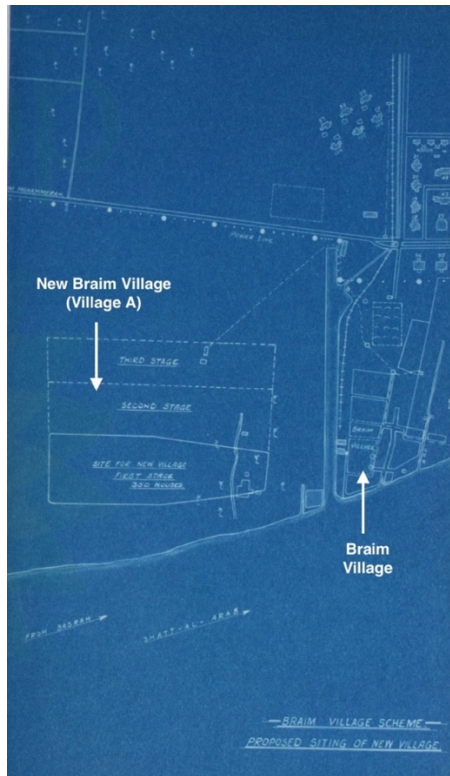 POWER LINE
New Braim Village
(Village A)
THIRD STAGE
SECOND STAGE
SITE FOR NEW VILLAGE
FIRST STAGE
350 HOUSES.
BRAIM
VILLAGE
Braim
Village
FROM BASRAH
SHATT-AL-ARAB
BRAIM VILLAGE SCHEME.
PROPOSED SITING OF NEW VILLAGE.